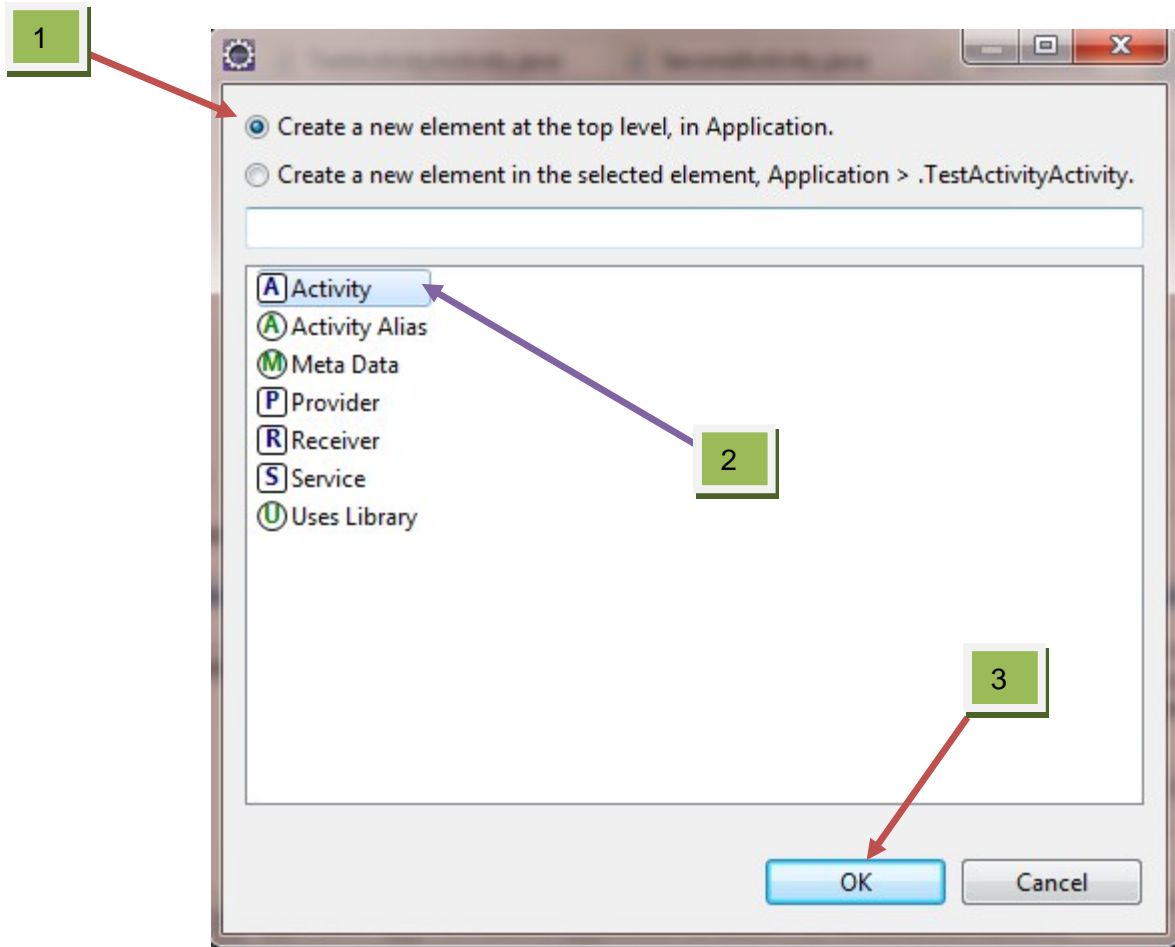 1
Create a new element at the top level, in Application.
Create a new element in the selected element, Application > .TestActivityActivity.
A Activity
A Activity Alias
M Meta Data
P Provider
R Receiver
2
S Service
U Uses Library
3
OK Cancel